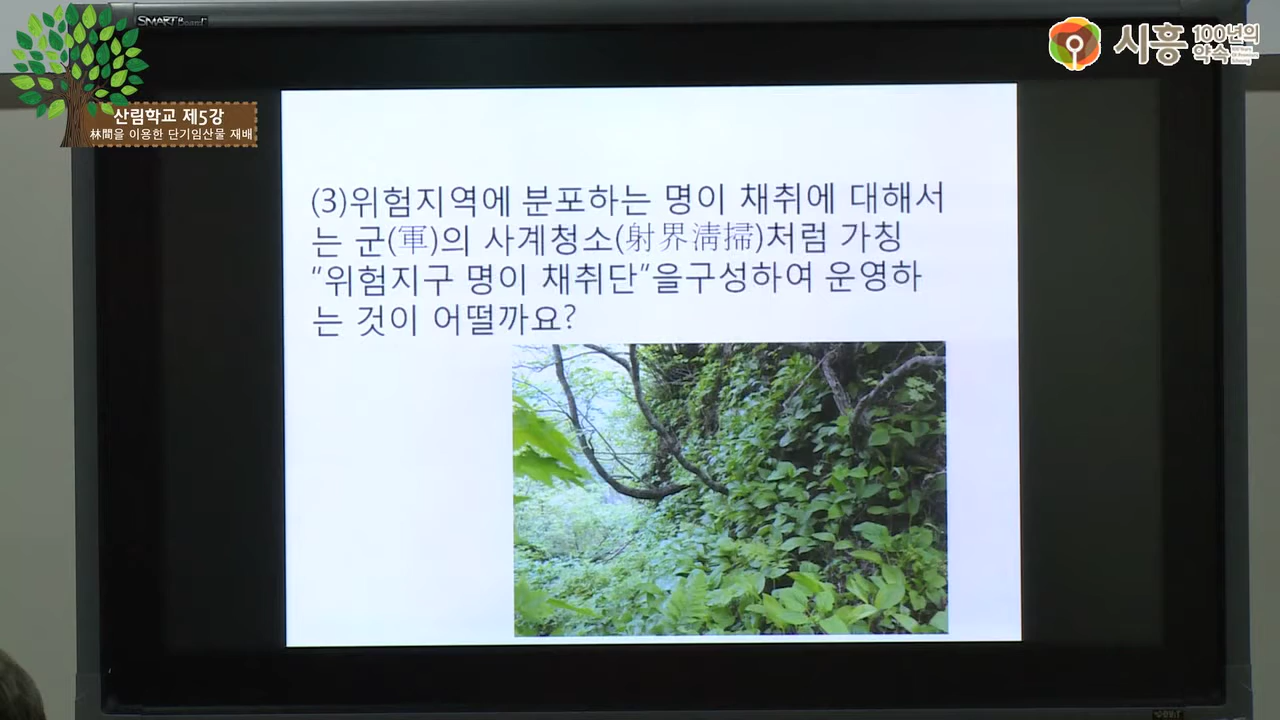 SMART Board
산림학교 제5강
林間을 이용한 단기임산물 재배
시흥
100년의
약속
(3)위험지역에 분포하는 명이 채취에 대해서
는 군(軍)의 사계청소(射界淸掃)처럼 가칭
"위험지구 명이 채취단"을구성하여 운영하
는 것이 어떨까요?